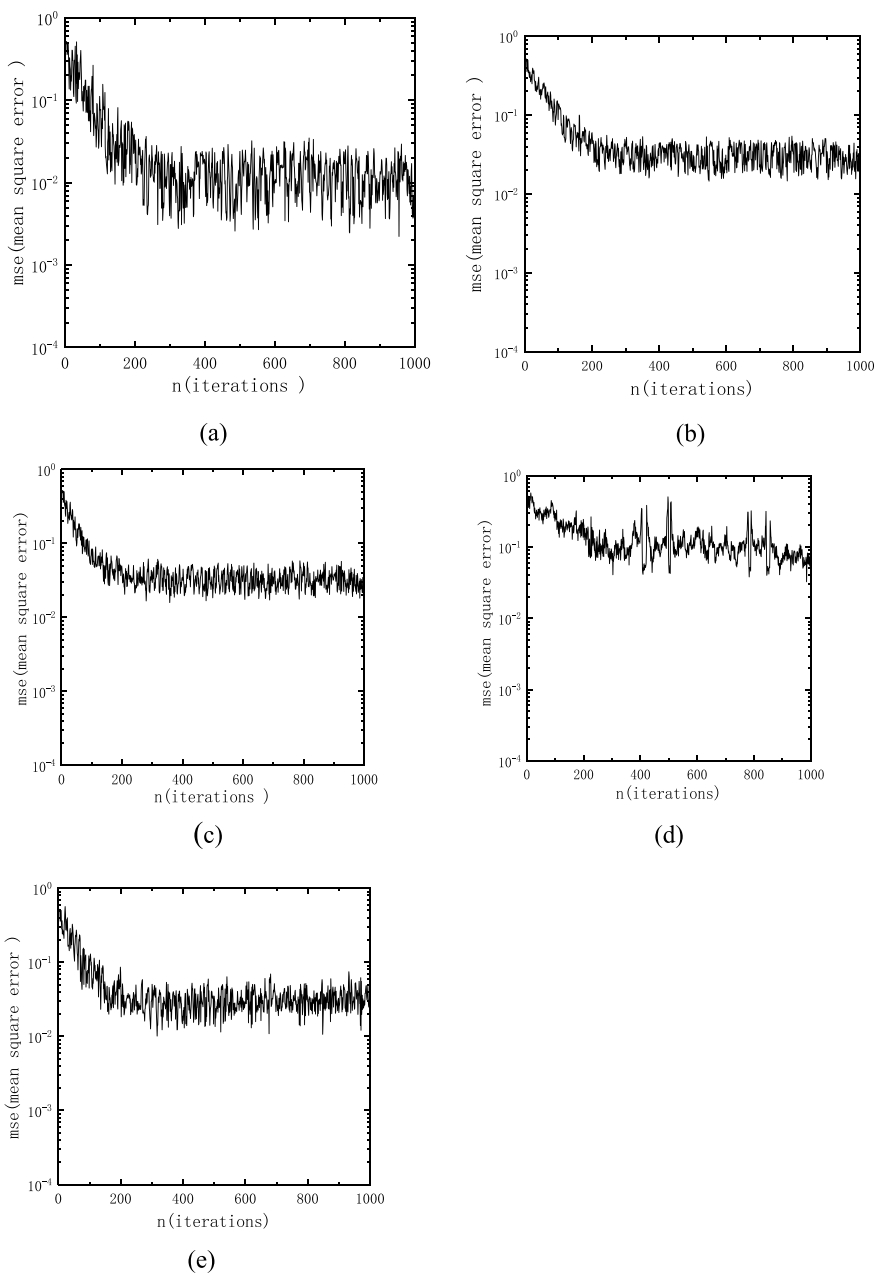 mse(mean square error )
10^0
10^-1
10^-2
10^-3
10^-4
0 200 400 600 800 1000
n(iterations )
(a)
mse(mean square error )
10^0
10^-1
10^-2
10^-3
10^-4
0 200 400 600 800 1000
n(iterations)
(b)
mse(mean square error)
10^0
10^-1
10^-2
10^-3
10^-4
0 200 400 600 800 1000
n(iterations )
(c)
mse(mean square error)
10^0
10^-1
10^-2
10^-3
10^-4
0 200 400 600 800 1000
n(iterations)
(d)
mse(mean square error )
10^0
10^-1
10^-2
10^-3
10^-4
0 200 400 600 800 1000
n(iterations)
(e)